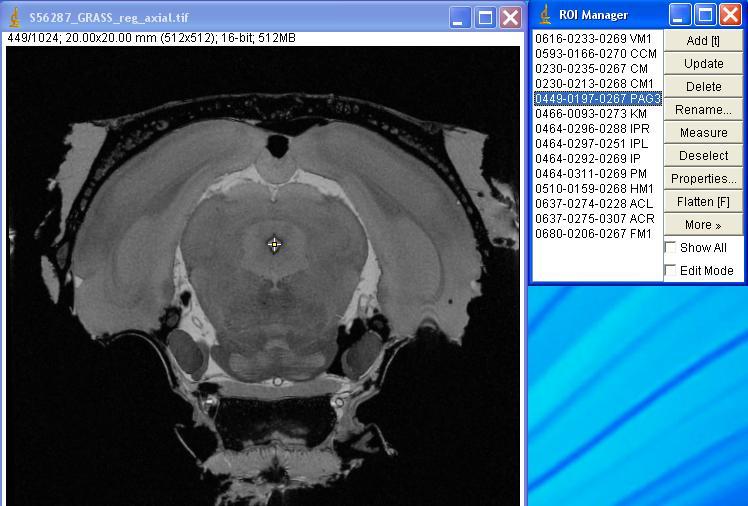 S56287_GRASS_reg_axial.tif
449/1024; 20.00x20.00 mm (512x512); 16-bit; 512MB
ROI Manager
0616-0233-0269 VM1
0593-0166-0270 CCM
0230-0235-0267 CM
0230-0213-0268 CM1
0449-0197-0267 PAG3
0466-0093-0273 KM
0464-0296-0288 IPR
0464-0297-0251 IPL
0464-0292-0269 IP
0464-0311-0269 PM
0510-0159-0268 HM1
0637-0274-0228 ACL
0637-0275-0307 ACR
0680-0206-0267 FM1
Add [t]
Update
Delete
Rename...
Measure
Deselect
Properties...
Flatten [F]
More »
Show All
Edit Mode